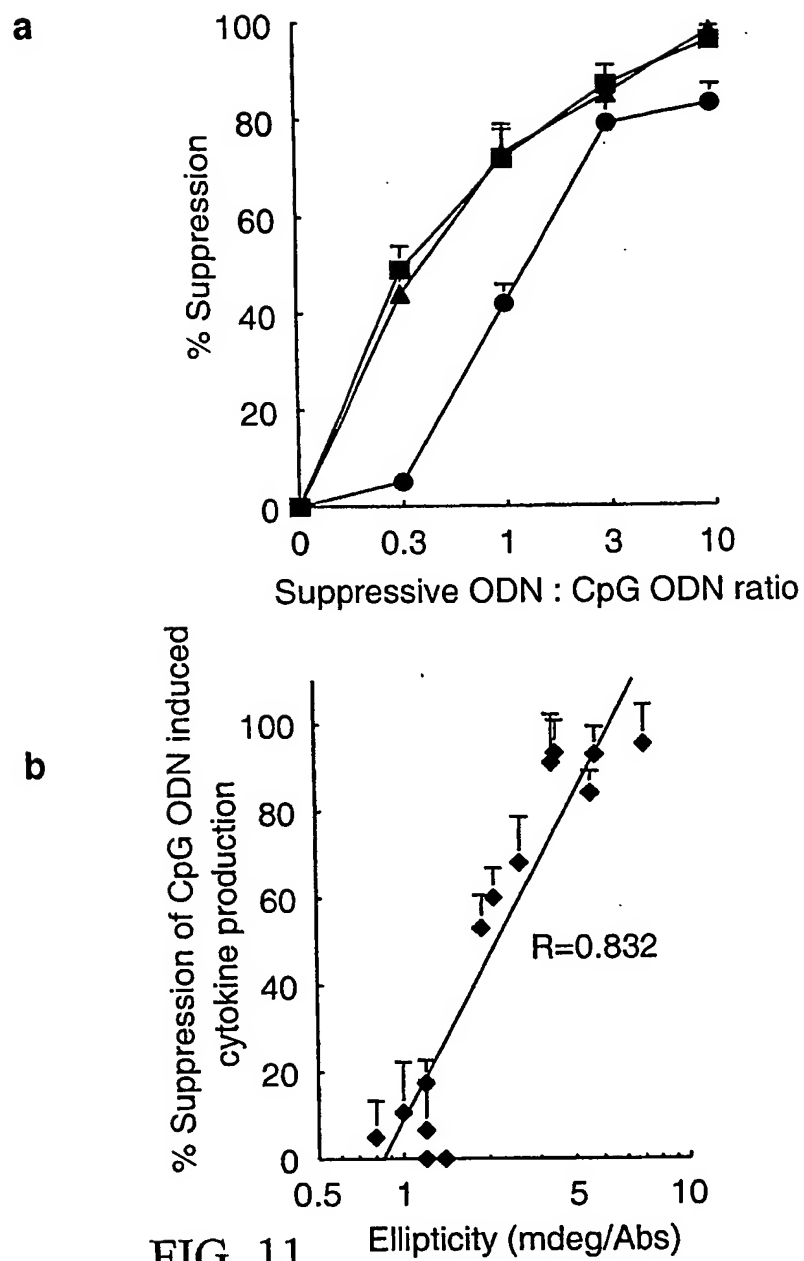 a
100
80
60
40
20
0
% Suppression
0 0.3 1 3 10
Suppressive ODN : CpG ODN ratio
b
% Suppression of CpG ODN induced
cytokine production
100
80
60
40
20
0
R=0.832
0.5 1 5 10
Ellipticity (mdeg/Abs)
FIG. 11